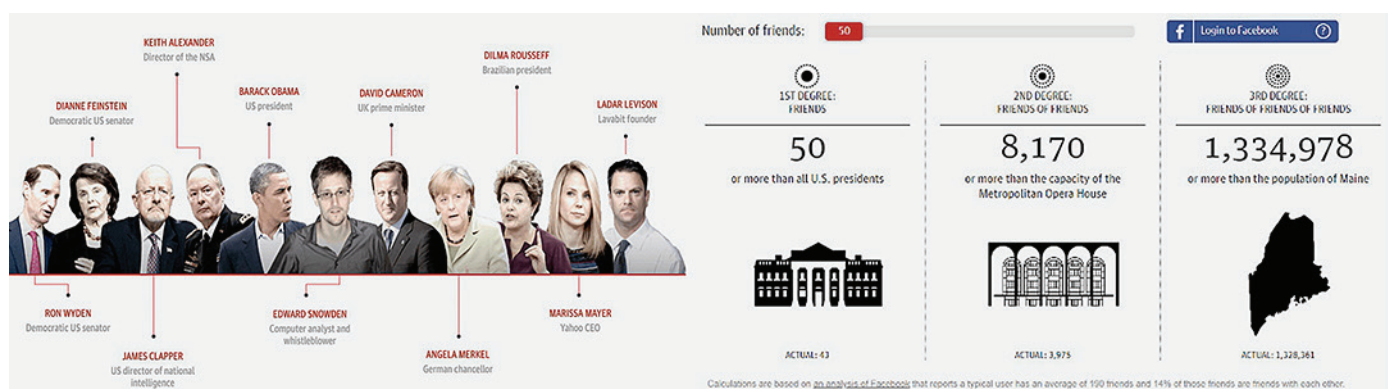 KEITH ALEXANDER
Director of the NSA
DILMA ROUSSEFF
Brazilian president
BARACK OBAMA
US president
DAVID CAMERON
UK prime minister
DIANNE FEINSTEIN
Democratic US senator
LADAR LEVISON
Lavabit founder
RON WYDEN
Democratic US senator
EDWARD SNOWDEN
Computer analyst and
whistleblower
MARISSA MAYER
Yahoo CEO
JAMES CLAPPER
US director of national
intelligence
ANGELA MERKEL
German chancellor
Number of friends:
50
f
Login to Facebook
?
1ST DEGREE:
FRIENDS
50
or more than all U.S. presidents
ACTUAL: 43
2ND DEGREE:
FRIENDS OF FRIENDS
8,170
or more than the capacity of the
Metropolitan Opera House
ACTUAL: 3,975
3RD DEGREE:
FRIENDS OF FRIENDS OF FRIENDS
1,334,978
or more than the population of Maine
ACTUAL: 1,328,361
Calculations are based on an analysis of Facebook that reports a typical user has an average of 190 friends and 14% of those friends are friends with each other.